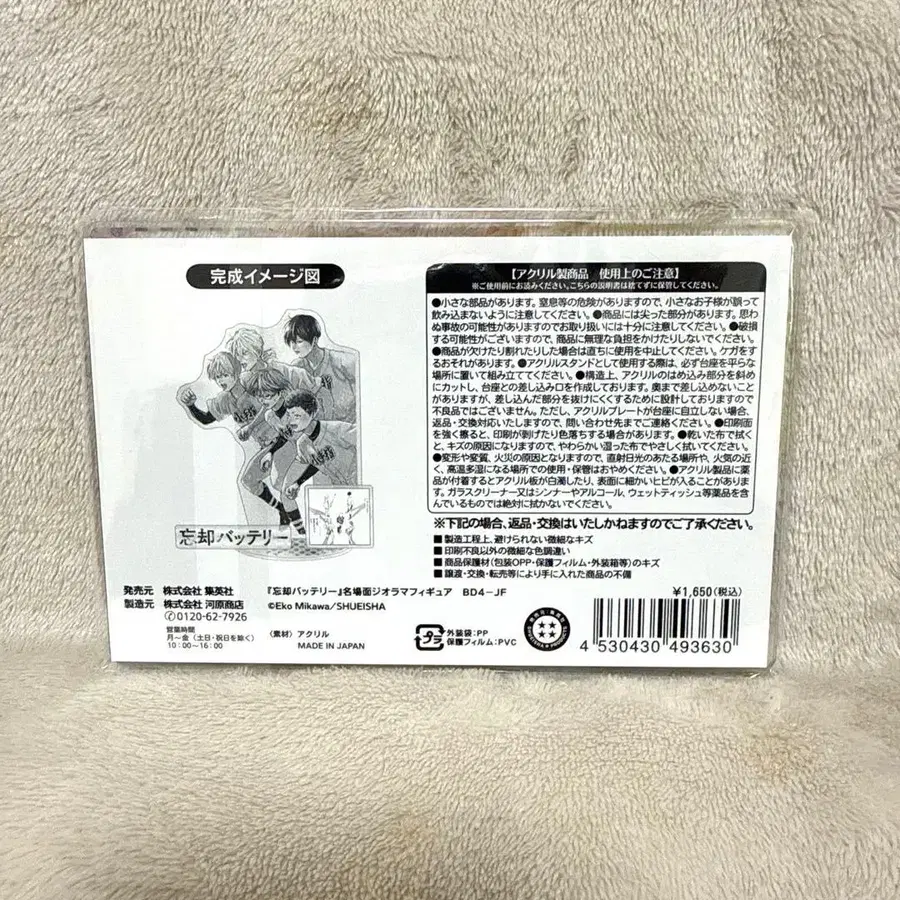 完成イメージ図
忘却バッテリー
【アクリル製商品 使用上のご注意】
※ご使用前にお読みください。こちらの説明書は捨てずに保管してください。
●小さな部品があります。窒息等の危険がありますので、小さなお子様が誤って
飲み込まないように注意してください。●商品には尖った部分があります。思わ
ぬ事故の可能性がありますのでお取り扱いには十分に注意してください。●破損
する可能性がございますので、商品に無理な負担をかけたりしないでください。
●商品が欠けたり割れたりした場合は直ちに使用を中止してください。ケガをす
るおそれがあります。●アクリルスタンドとして使用する際は、必ず台座を平らな
場所に置いて組み立ててください。●構造上、アクリルのはめ込み部分を斜め
にカットし、台座との差し込み口を作成しております。奥まで差し込めないことが
ありますが、差し込んだ部分を抜けにくくするために設計しておりますので
不良品ではございません。ただし、アクリルプレートが台座に自立しない場合、
返品・交換対応いたしますので、問い合わせ先までご連絡ください。●印刷面
を強く擦ると、印刷が剥げたり色落ちする場合があります。●乾いた布で拭く
と、キズの原因になりますので、やわらかい湿った布でやさしく拭いてください。
●変形や変質、火災の原因となりますので、直射日光のあたる場所や、火気の近
く、高温多湿になる場所での使用・保管はおやめください。●アクリル製品に薬
品が付着するとアクリル板が白濁したり、表面に細かいヒビが入ることがありま
す。ガラスクリーナー又はシンナーやアルコール、ウェットティッシュ等薬品を含
んでいるものでは絶対に拭かないでください。
※下記の場合、返品・交換はいたしかねますのでご了承ください。
■製造工程上、避けられない微細なキズ
■印刷不良以外の微細な色調違い
■商品保護材(包装OPP・保護フィルム・外装箱等)のキズ
■譲渡・交換・転売等により手に入れた商品の不備
発売元 株式会社 集英社
製造元 株式会社 河原商店
0120-62-7926
営業時間
月〜金(土日・祝日を除く)
10:00〜16:00
『忘却バッテリー』名場面ジオラマフィギュア BD4-JF
©Eko Mikawa/SHUEISHA
〈素材〉アクリル
MADE IN JAPAN
プラ
外装袋:PP
保護フィルム:PVC
¥1,650(税込)
4 530430 493630